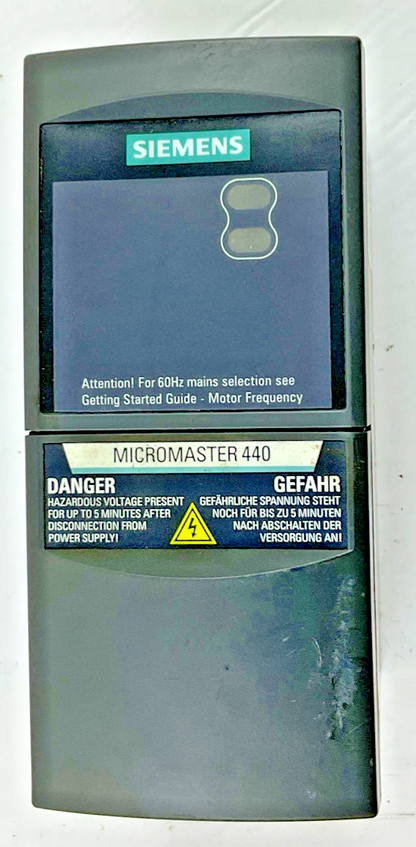 SIEMENS
Attention! For 60Hz mains selection see
Getting Started Guide - Motor Frequency
MICROMASTER 440
DANGER
HAZARDOUS VOLTAGE PRESENT
FOR UP TO 5 MINUTES AFTER
DISCONNECTION FROM
POWER SUPPLY!
GEFAHR
GEFÄHRLICHE SPANNUNG STEHT
NOCH FÜR BIS ZU 5 MINUTEN
NACH ABSCHALTEN DER
VERSORGUNG AN!